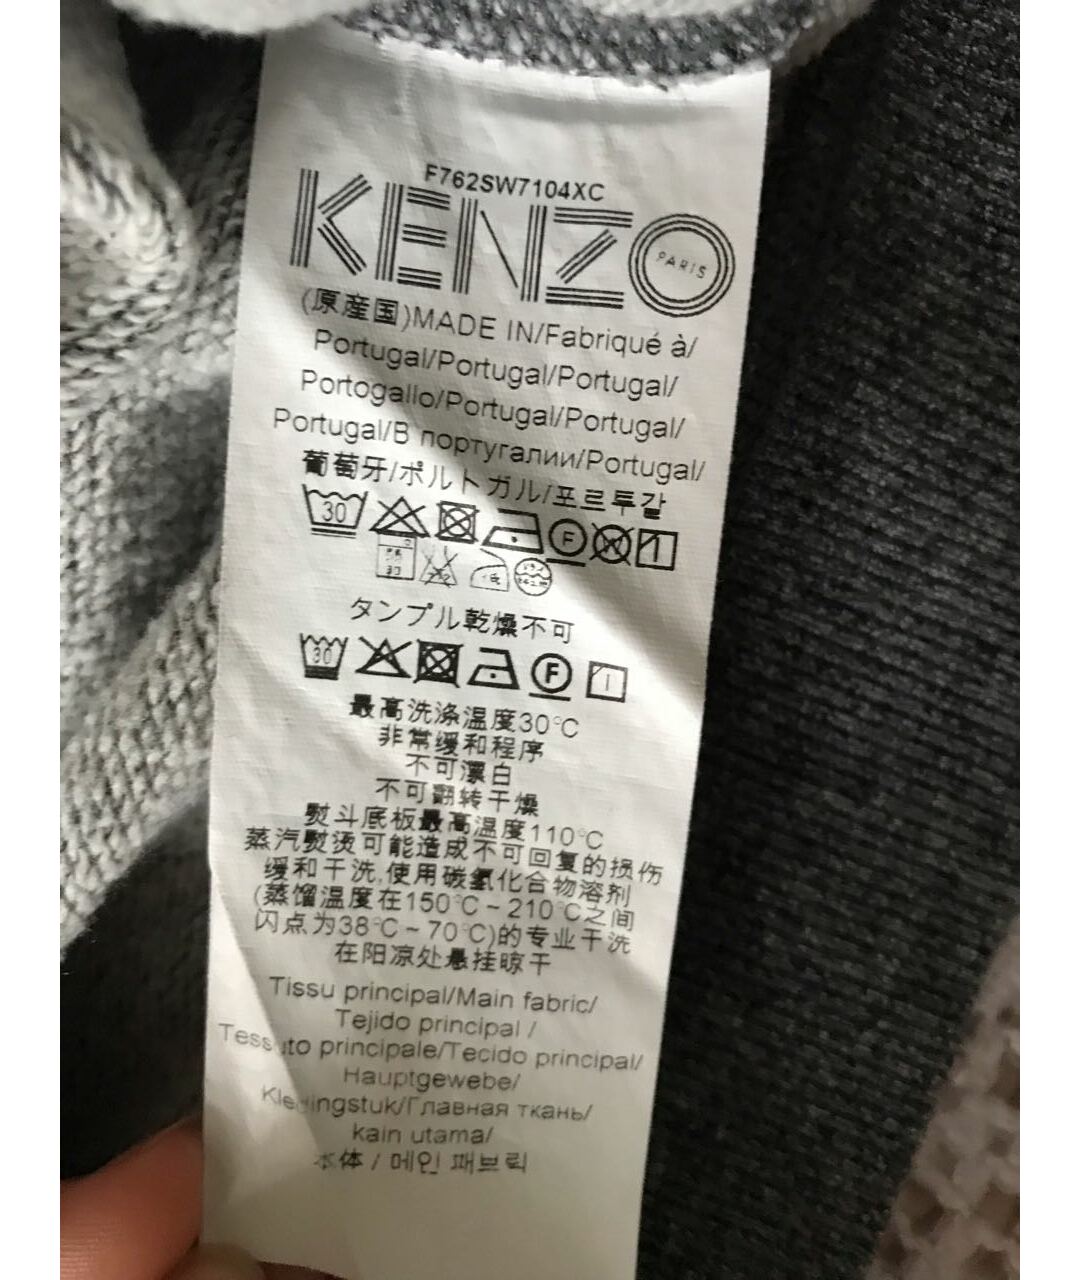 F762SW7104XC
KENZO
PARIS
(原産国)MADE IN/Fabriqué à/
Portugal/Portugal/Portugal/
Portogallo/Portugal/Portugal/
Portugal/В португалии/Portugal/
葡萄牙/ポルトガル/포르투갈
30 F W
30
タンプル乾燥不可
30 F
最高洗涤温度30°C
非常缓和程序
不可漂白
不可翻转干燥
熨斗底板最高温度110°C
蒸汽熨烫可能造成不可回复的损伤
缓和干洗,使用碳氢化合物溶剂
(蒸馏温度在150°C~210°C之间
闪点为38°C~70°C)的专业干洗
在阳凉处悬挂晾干
Tissu principal/Main fabric/
Tejido principal /
Tessuto principale/Tecido principal/
Hauptgewebe/
Kledingstuk/Главная ткань/
kain utama/
本体 / 메인 패브릭